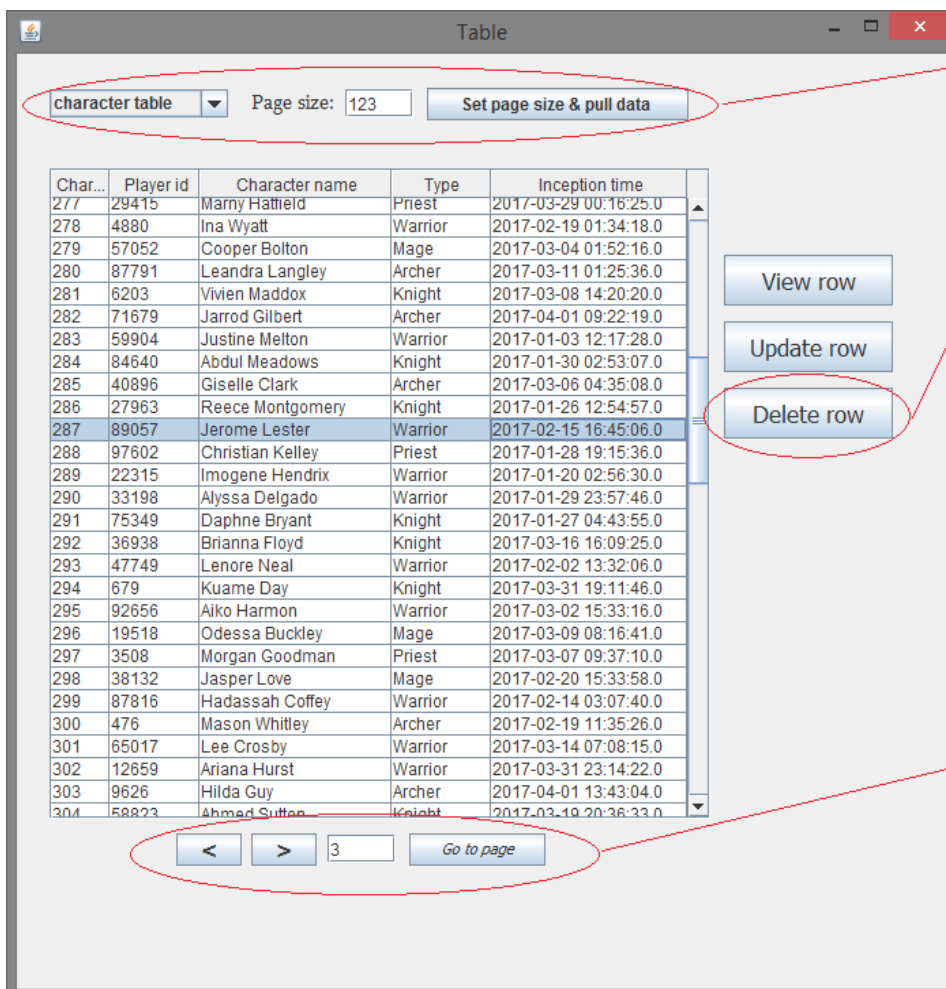 Table
character table Page size: 123 Set page size & pull data
Char... Player id Character name Type Inception time
277 29415 Marny Hatfield Priest 2017-03-29 00:16:25.0
278 4880 Ina Wyatt Warrior 2017-02-19 01:34:18.0
279 57052 Cooper Bolton Mage 2017-03-04 01:52:16.0
280 87791 Leandra Langley Archer 2017-03-11 01:25:36.0
281 6203 Vivien Maddox Knight 2017-03-08 14:20:20.0
282 71679 Jarrod Gilbert Archer 2017-04-01 09:22:19.0
283 59904 Justine Melton Warrior 2017-01-03 12:17:28.0
284 84640 Abdul Meadows Knight 2017-01-30 02:53:07.0
285 40896 Giselle Clark Archer 2017-03-06 04:35:08.0
286 27963 Reece Montgomery Knight 2017-01-26 12:54:57.0
287 89057 Jerome Lester Warrior 2017-02-15 16:45:06.0
288 97602 Christian Kelley Priest 2017-01-28 19:15:36.0
289 22315 Imogene Hendrix Warrior 2017-01-20 02:56:30.0
290 33198 Alyssa Delgado Warrior 2017-01-29 23:57:46.0
291 75349 Daphne Bryant Knight 2017-01-27 04:43:55.0
292 36938 Brianna Floyd Knight 2017-03-16 16:09:25.0
293 47749 Lenore Neal Warrior 2017-02-02 13:32:06.0
294 679 Kuame Day Knight 2017-03-31 19:11:46.0
295 92656 Aiko Harmon Warrior 2017-03-02 15:33:16.0
296 19518 Odessa Buckley Mage 2017-03-09 08:16:41.0
297 3508 Morgan Goodman Priest 2017-03-07 09:37:10.0
298 38132 Jasper Love Mage 2017-02-20 15:33:58.0
299 87816 Hadassah Coffey Warrior 2017-02-14 03:07:40.0
300 476 Mason Whitley Archer 2017-02-19 11:35:26.0
301 65017 Lee Crosby Warrior 2017-03-14 07:08:15.0
302 12659 Ariana Hurst Warrior 2017-03-31 23:14:22.0
303 9626 Hilda Guy Archer 2017-04-01 13:43:04.0
304 58823 Ahmed Sutton Knight 2017-03-19 20:36:33.0
View row
Update row
Delete row
< > 3 Go to page